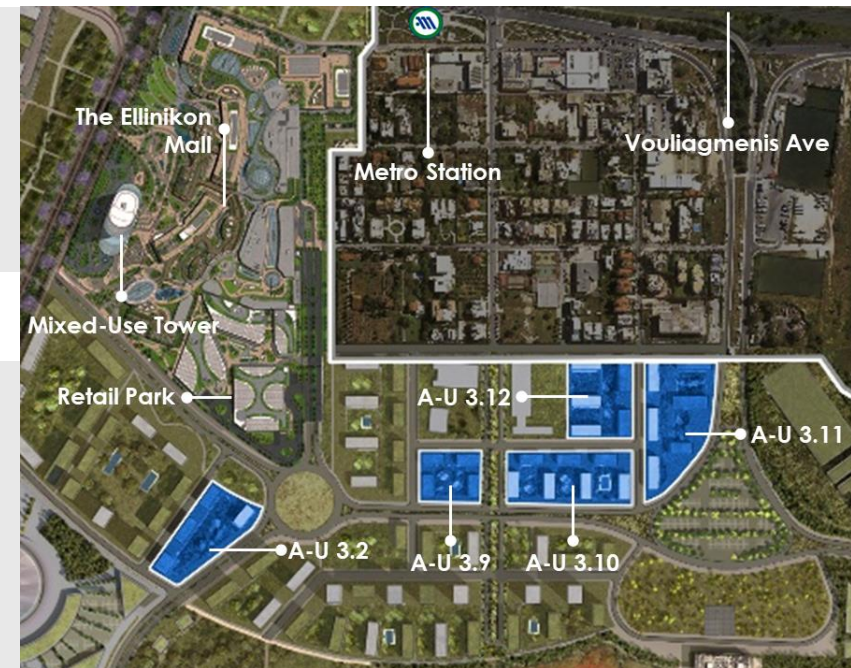 The Ellinikon
Mall
Vouliagmenis Ave
Metro Station
Mixed-Use Tower
Retail Park
A-U 3.12
A-U 3.11
A-U 3.2
A-U 3.9
A-U 3.10